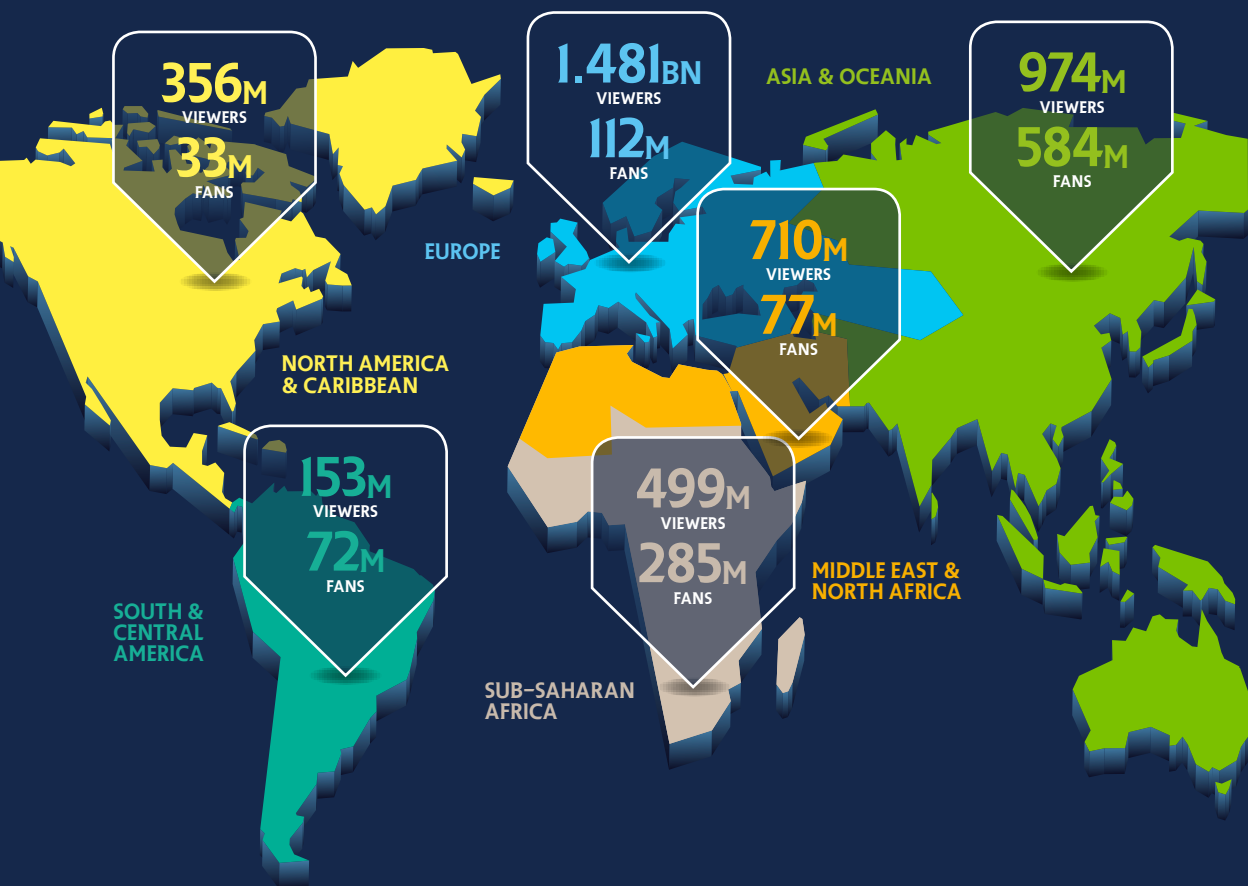 356M
VIEWERS
33M
FANS
1.481BN
VIEWERS
112M
FANS
ASIA & OCEANIA
974M
VIEWERS
584M
FANS
EUROPE
710M
VIEWERS
77M
FANS
NORTH AMERICA
& CARIBBEAN
153M
VIEWERS
72M
FANS
499M
VIEWERS
285M
FANS
MIDDLE EAST &
NORTH AFRICA
SOUTH &
CENTRAL
AMERICA
SUB-SAHARAN
AFRICA